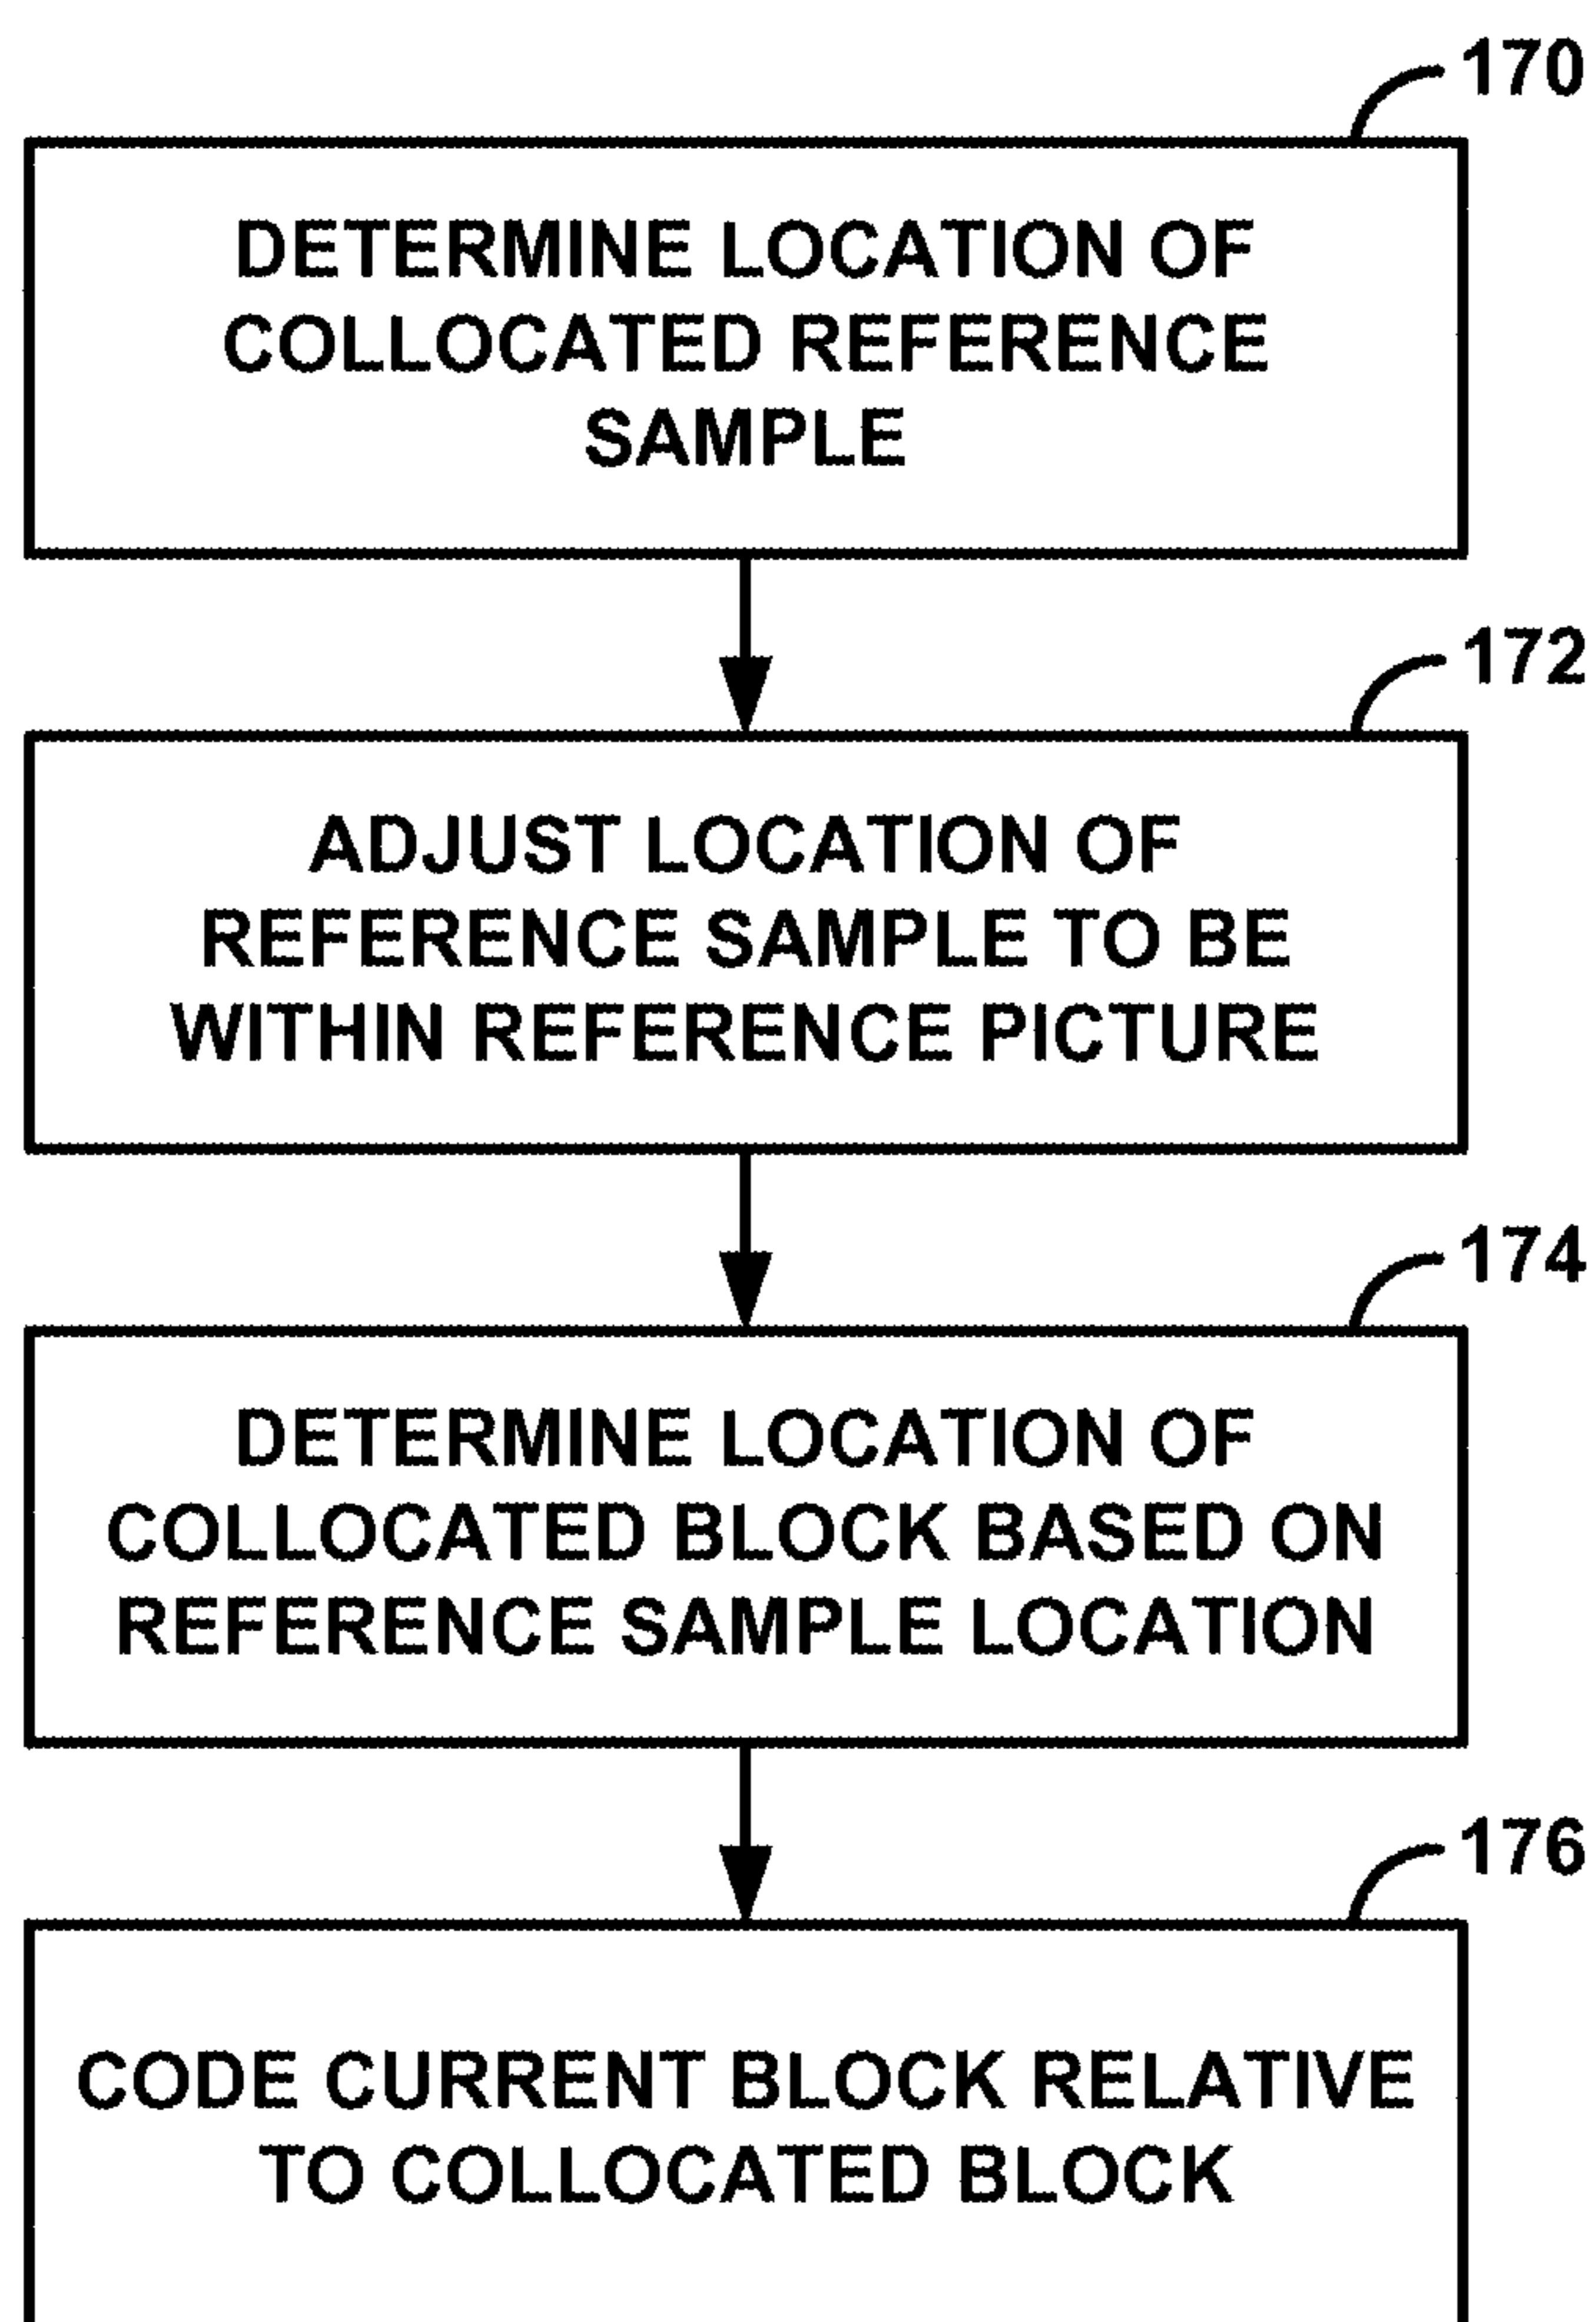 170
DETERMINE LOCATION OF
COLLOCATED REFERENCE
SAMPLE
172
ADJUST LOCATION OF
REFERENCE SAMPLE TO BE
WITHIN REFERENCE PICTURE
174
DETERMINE LOCATION OF
COLLOCATED BLOCK BASED ON
REFERENCE SAMPLE LOCATION
176
CODE CURRENT BLOCK RELATIVE
TO COLLOCATED BLOCK